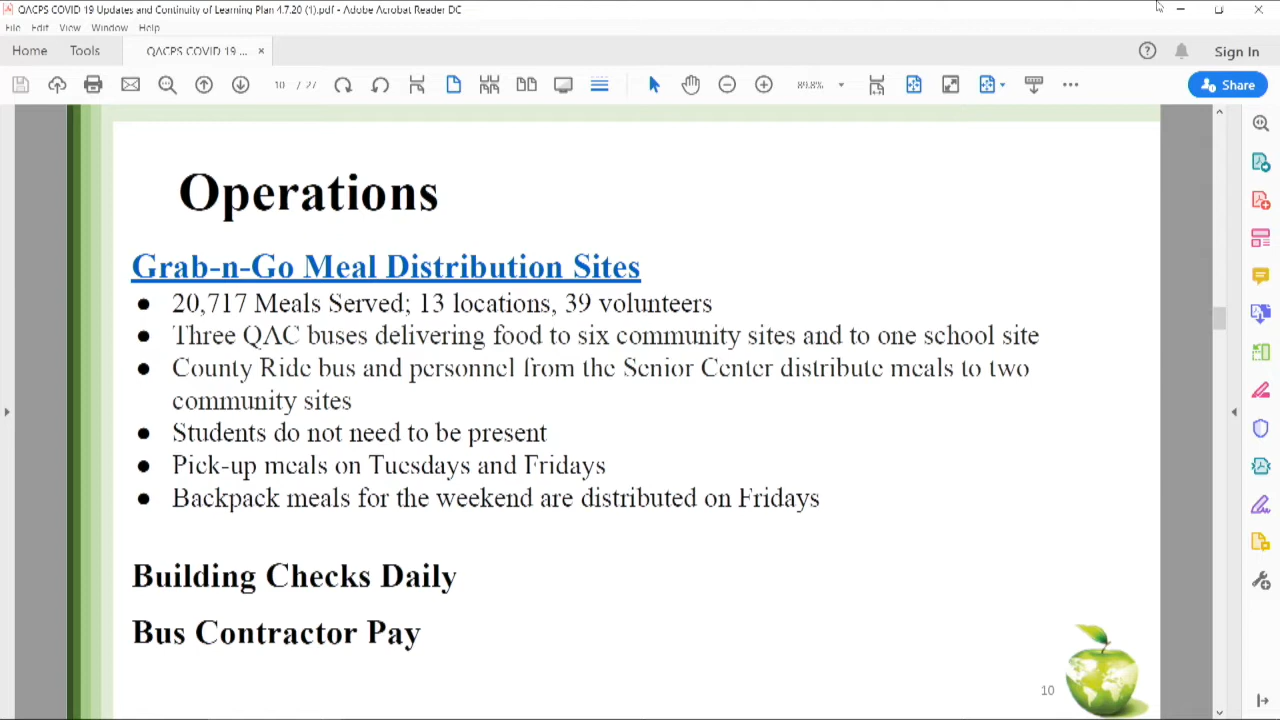 QACPS COVID 19 Updates and Continuity of Learning Plan 4.7.20 (1).pdf - Adobe Acrobat Reader DC
File Edit View Window Help
Home Tools QACPS COVID 19 ... × Sign In
10 / 27 89.8% Share
Operations
Grab-n-Go Meal Distribution Sites
● 20,717 Meals Served; 13 locations, 39 volunteers
● Three QAC buses delivering food to six community sites and to one school site
● County Ride bus and personnel from the Senior Center distribute meals to two
community sites
● Students do not need to be present
● Pick-up meals on Tuesdays and Fridays
● Backpack meals for the weekend are distributed on Fridays
Building Checks Daily
Bus Contractor Pay
10